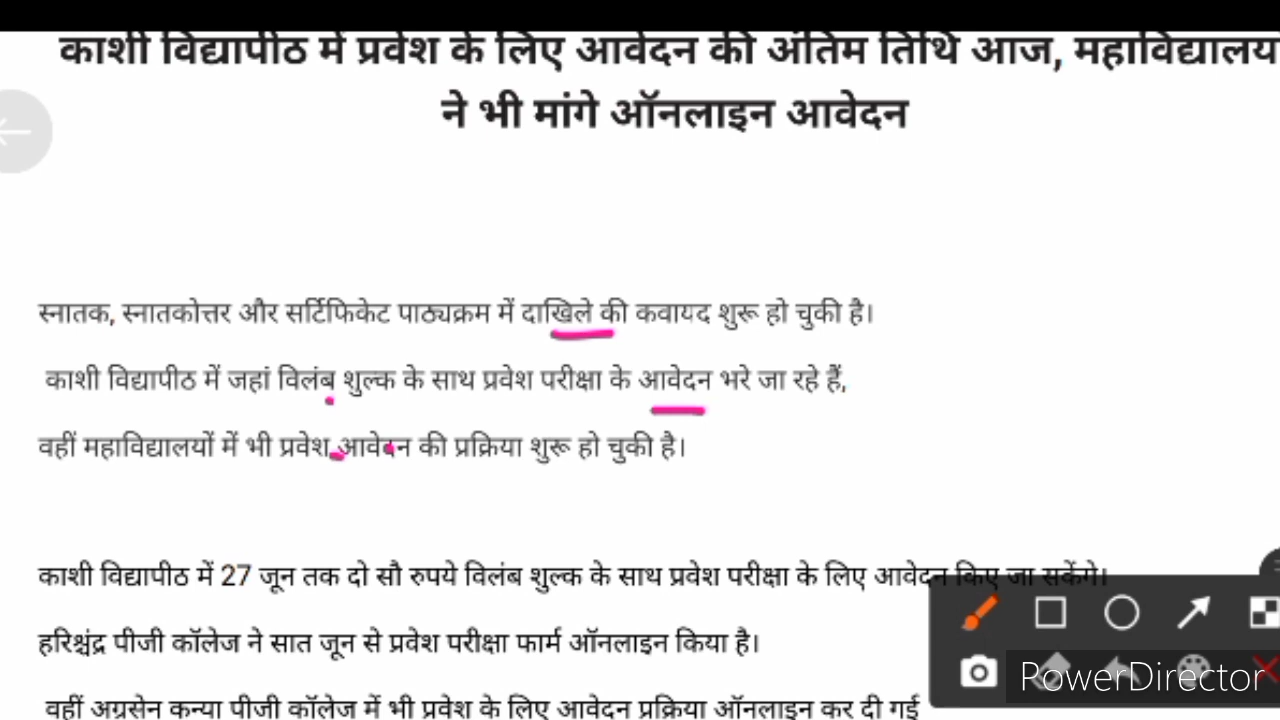 काशी विद्यापीठ में प्रवेश के लिए आवेदन की अंतिम तिथि आज, महाविद्यालय
ने भी मांगे ऑनलाइन आवेदन
स्नातक, स्नातकोत्तर और सर्टिफिकेट पाठ्यक्रम में दाखिले की कवायद शुरू हो चुकी है।
काशी विद्यापीठ में जहां विलंब शुल्क के साथ प्रवेश परीक्षा के आवेदन भरे जा रहे हैं,
वहीं महाविद्यालयों में भी प्रवेश आवेदन की प्रक्रिया शुरू हो चुकी है।
काशी विद्यापीठ में 27 जून तक दो सौ रुपये विलंब शुल्क के साथ प्रवेश परीक्षा के लिए आवेदन किए जा सकेंगे।
हरिश्चंद्र पीजी कॉलेज ने सात जून से प्रवेश परीक्षा फार्म ऑनलाइन किया है।
वहीं अग्रसेन कन्या पीजी कॉलेज में भी प्रवेश के लिए आवेदन प्रक्रिया ऑनलाइन कर दी गई
PowerDirector